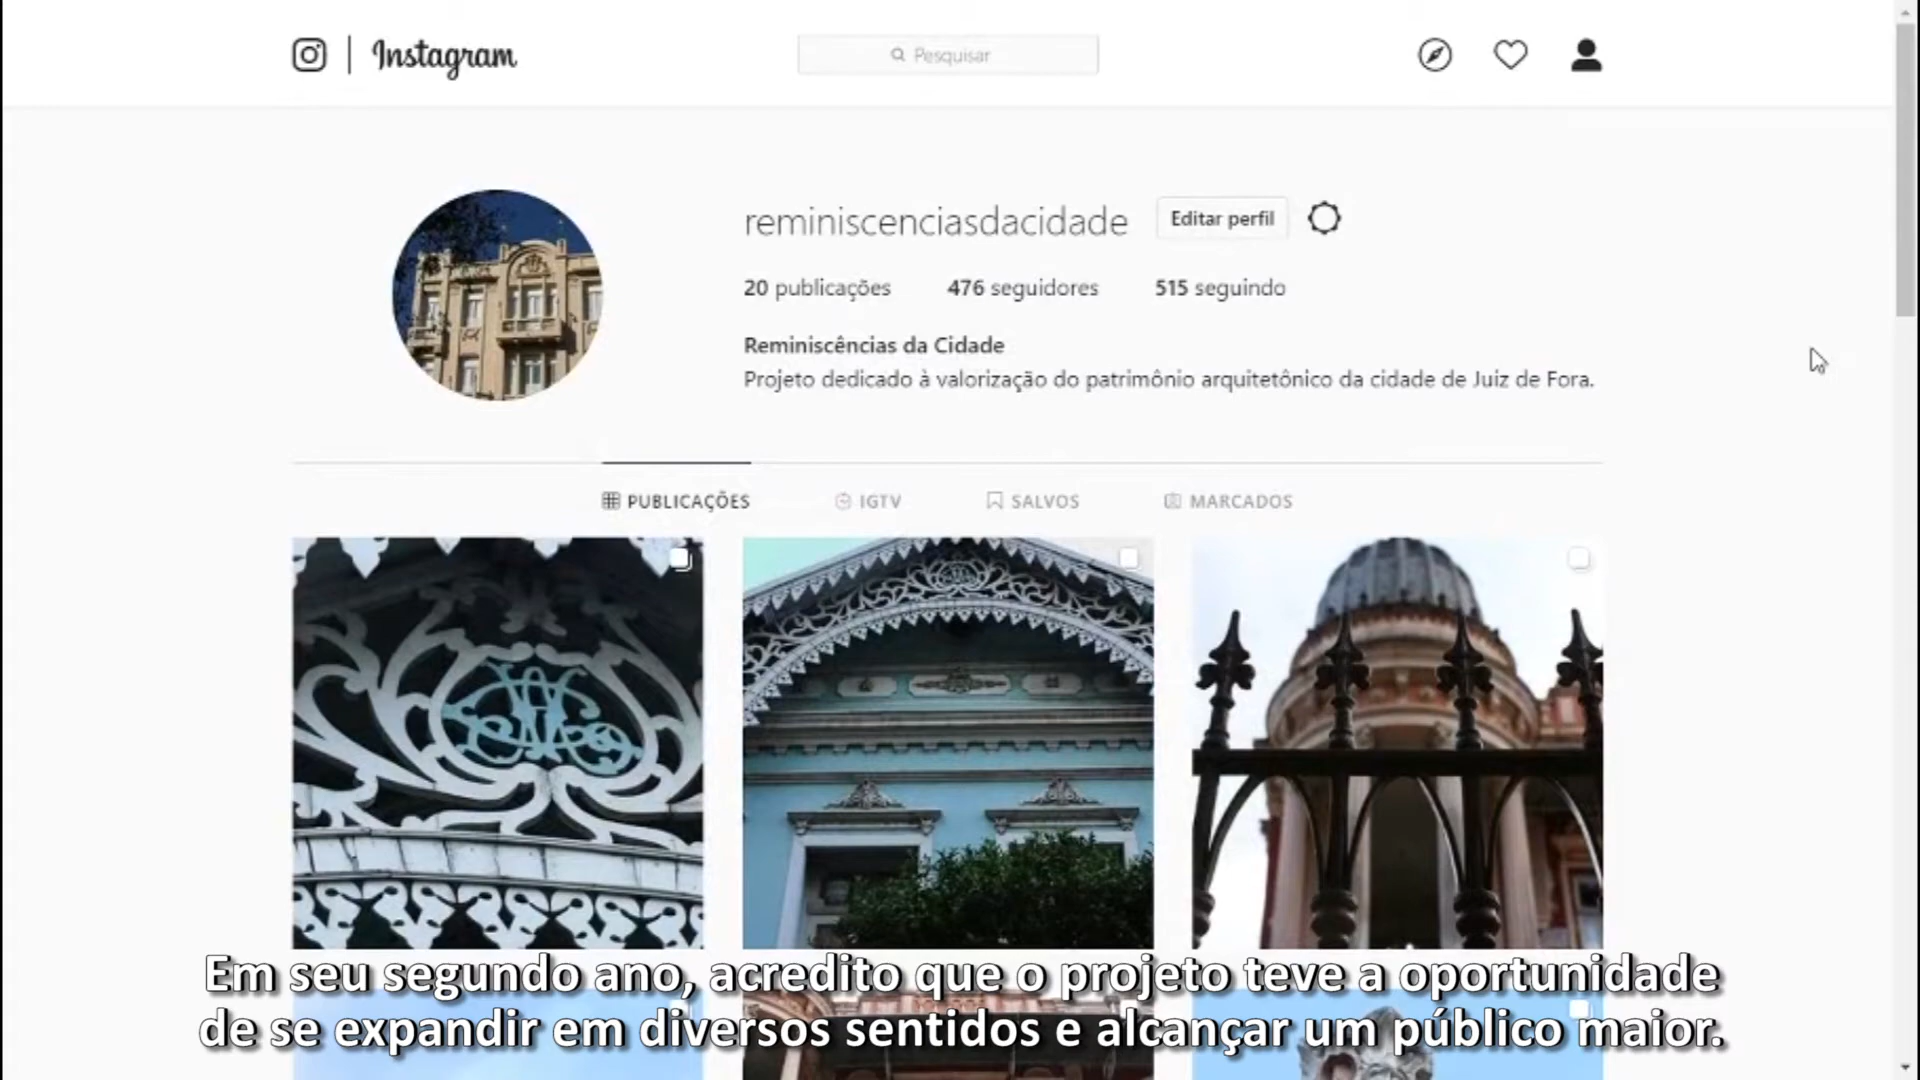 Instagram
Pesquisar
reminiscenciasdacidade
Editar perfil
20 publicações 476 seguidores 515 seguindo
Reminiscências da Cidade
Projeto dedicado à valorização do patrimônio arquitetônico da cidade de Juiz de Fora.
PUBLICAÇÕES IGTV SALVOS MARCADOS
Em seu segundo ano, acredito que o projeto teve a oportunidade
de se expandir em diversos sentidos e alcançar um público maior.